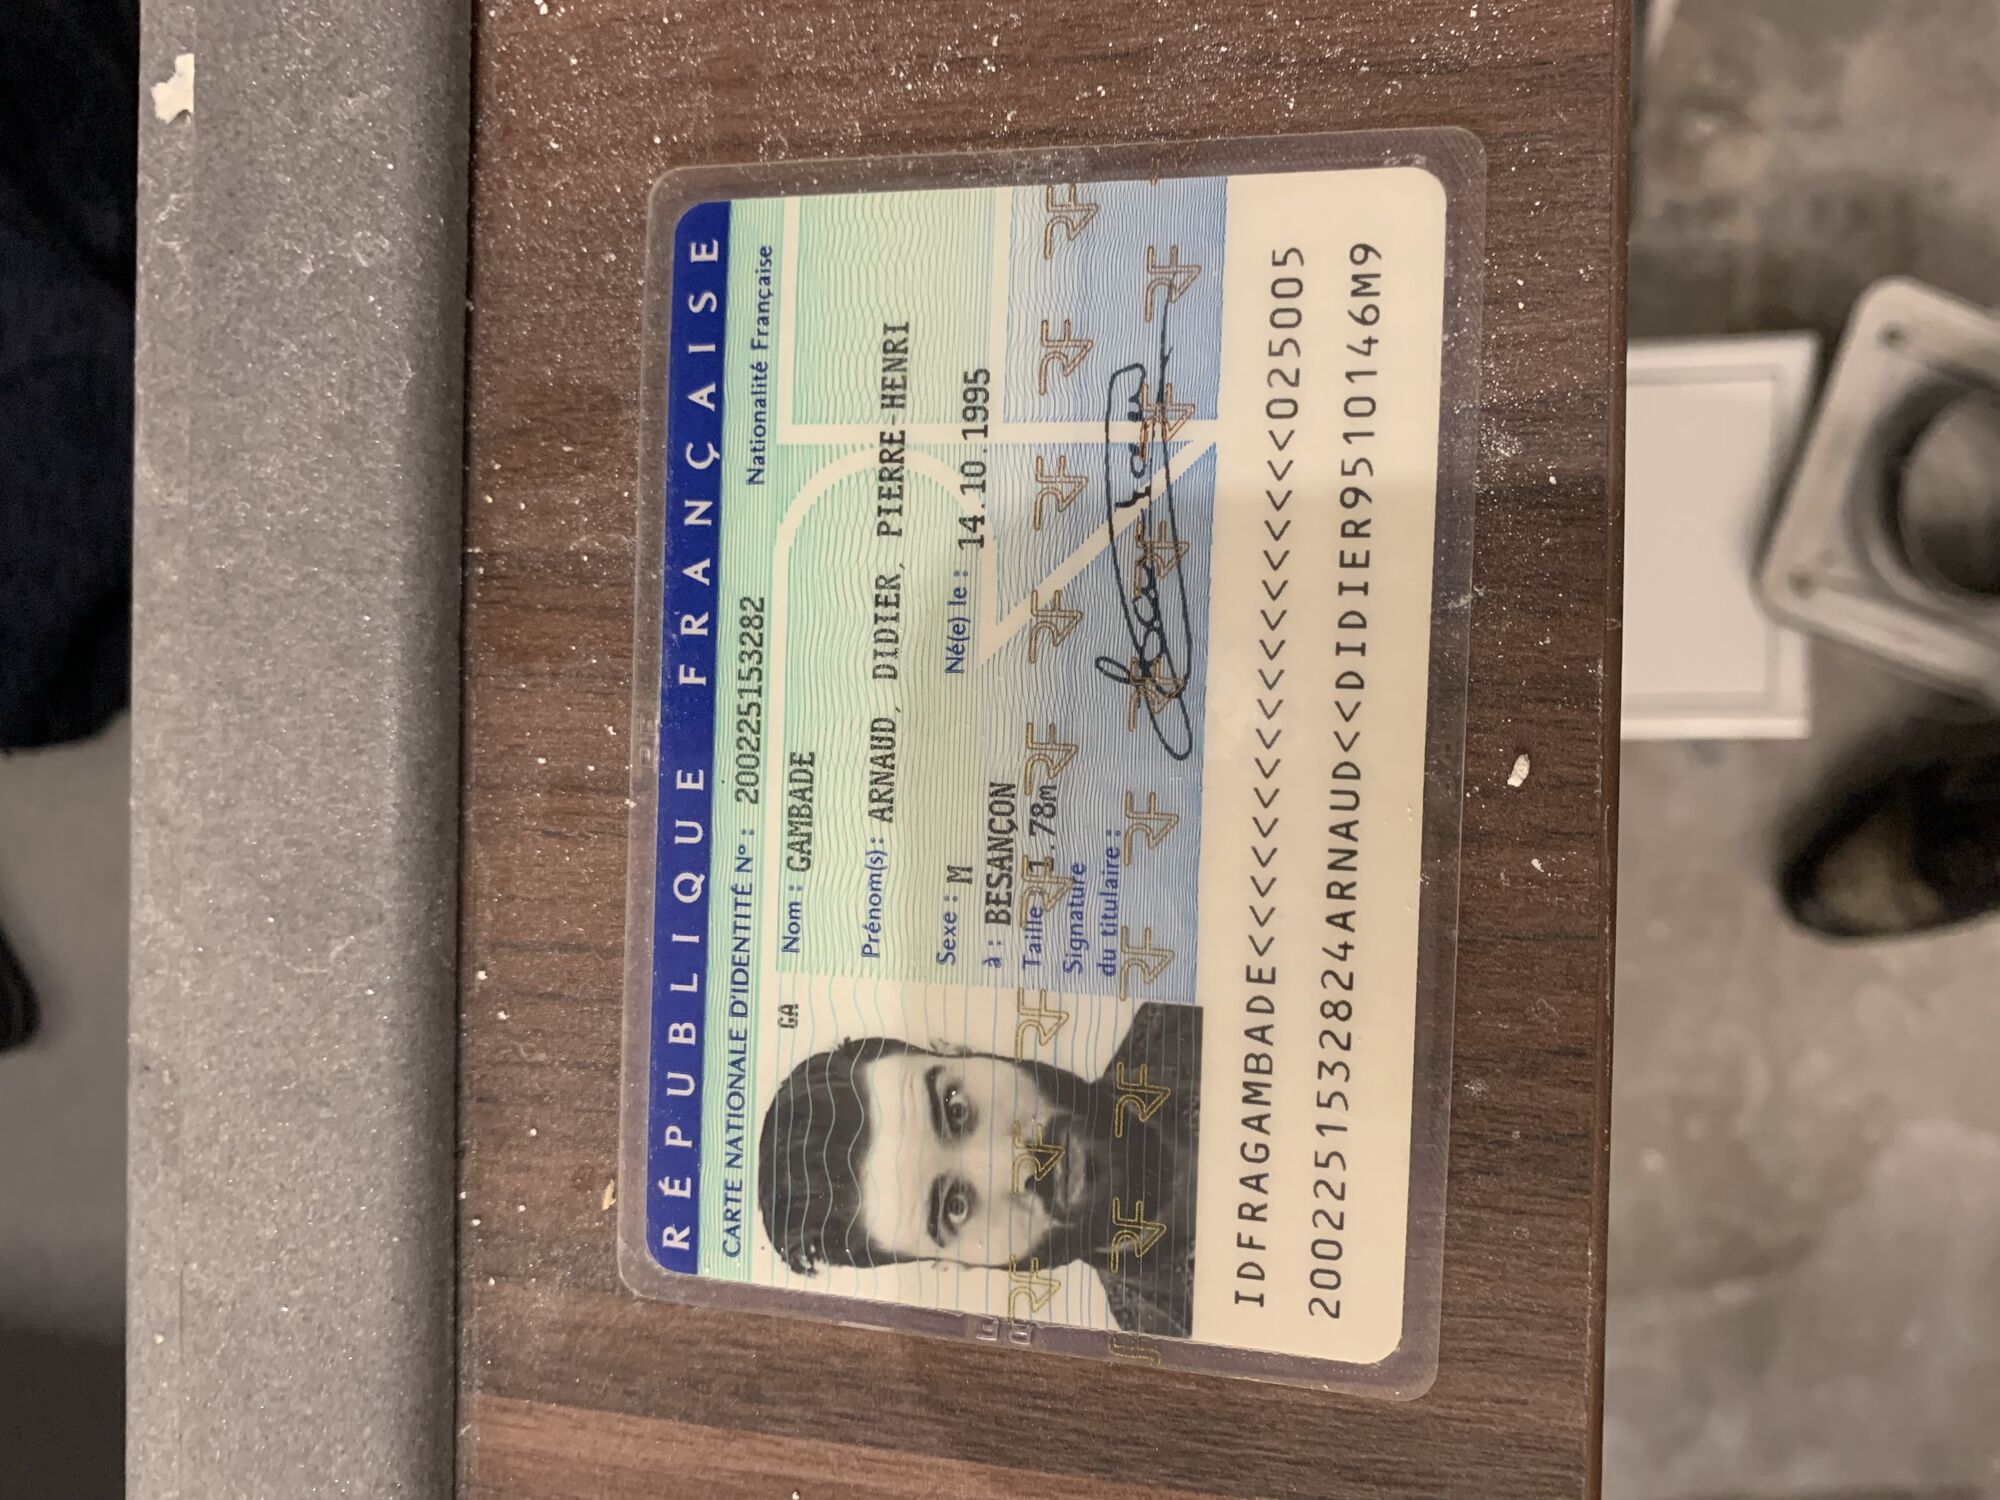 RÉPUBLIQUE FRANÇAISE
CARTE NATIONALE D'IDENTITÉ N° : 200225153282 Nationalité Française
GA Nom : GAMBADE
Prénom(s) : ARNAUD, DIDIER, PIERRE-HENRI
Sexe : M Né(e) le : 14.10.1995
à : BESANÇON
Taille : 1.78m
Signature
du titulaire :
IDFRAGAMBADE<<<<<<<<<<<<<<<<<<025005
2002251532824ARNAUD<<DIDIER9510146M9